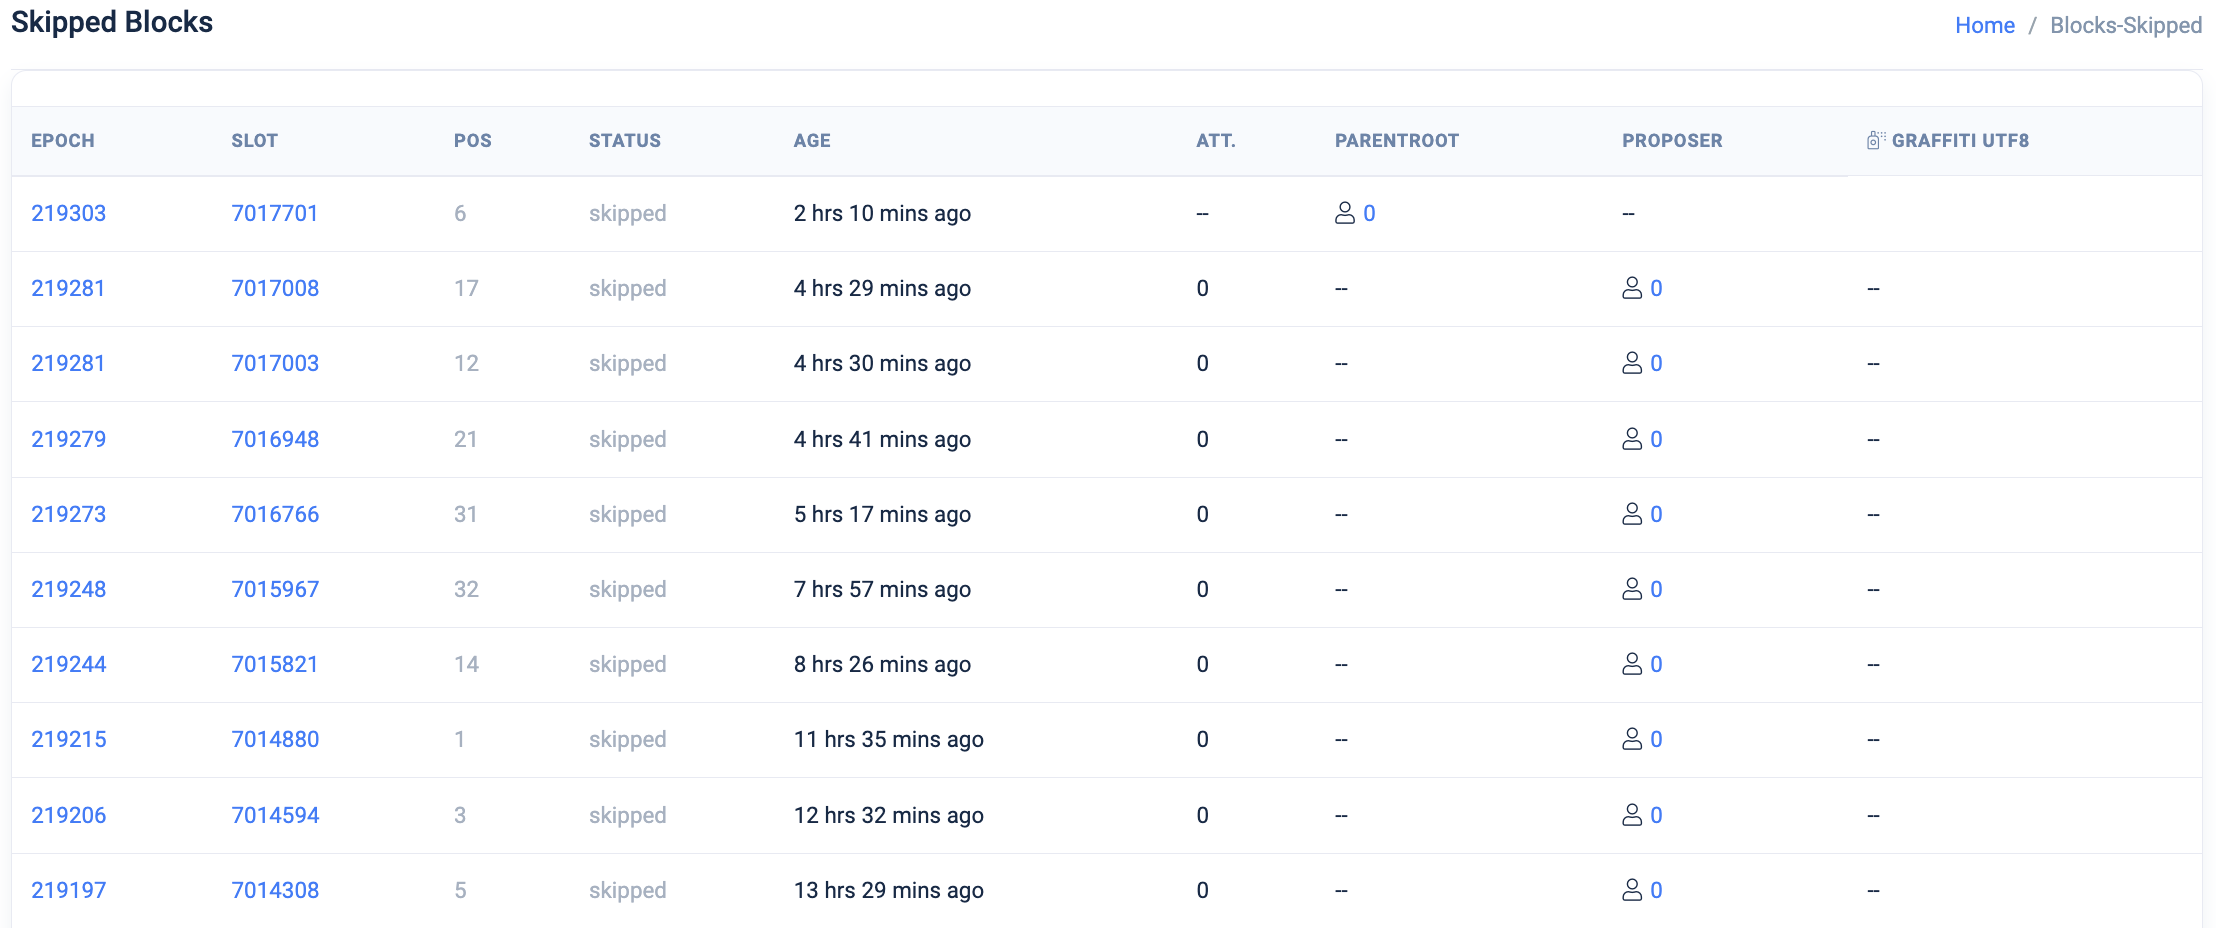 Skipped Blocks
Home / Blocks-Skipped
EPOCH SLOT POS STATUS AGE ATT. PARENTROOT PROPOSER GRAFFITI UTF8
219303 7017701 6 skipped 2 hrs 10 mins ago -- 0 --
219281 7017008 17 skipped 4 hrs 29 mins ago 0 -- 0 --
219281 7017003 12 skipped 4 hrs 30 mins ago 0 -- 0 --
219279 7016948 21 skipped 4 hrs 41 mins ago 0 -- 0 --
219273 7016766 31 skipped 5 hrs 17 mins ago 0 -- 0 --
219248 7015967 32 skipped 7 hrs 57 mins ago 0 -- 0 --
219244 7015821 14 skipped 8 hrs 26 mins ago 0 -- 0 --
219215 7014880 1 skipped 11 hrs 35 mins ago 0 -- 0 --
219206 7014594 3 skipped 12 hrs 32 mins ago 0 -- 0 --
219197 7014308 5 skipped 13 hrs 29 mins ago 0 -- 0 --